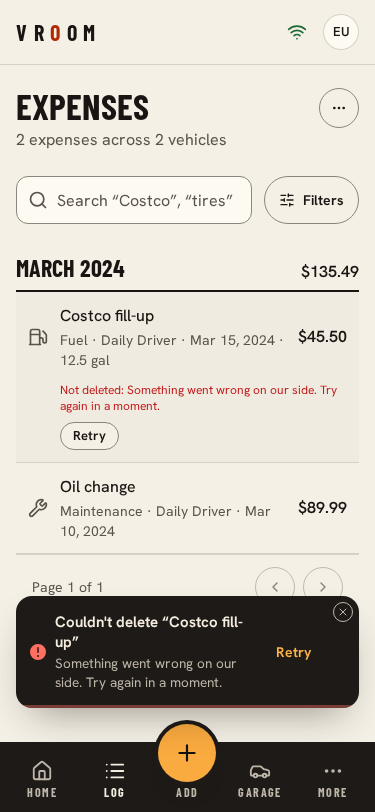 VROOM
EU
EXPENSES
2 expenses across 2 vehicles
Search “Costco”, “tires”
Filters
MARCH 2024
$135.49
Costco fill-up
Fuel · Daily Driver · Mar 15, 2024 ·
12.5 gal
$45.50
Not deleted: Something went wrong on our side. Try
again in a moment.
Retry
Oil change
Maintenance · Daily Driver · Mar
10, 2024
$89.99
Page 1 of 1
Couldn't delete “Costco fill-
up”
Something went wrong on our
side. Try again in a moment.
Retry
HOME
LOG
ADD
GARAGE
MORE